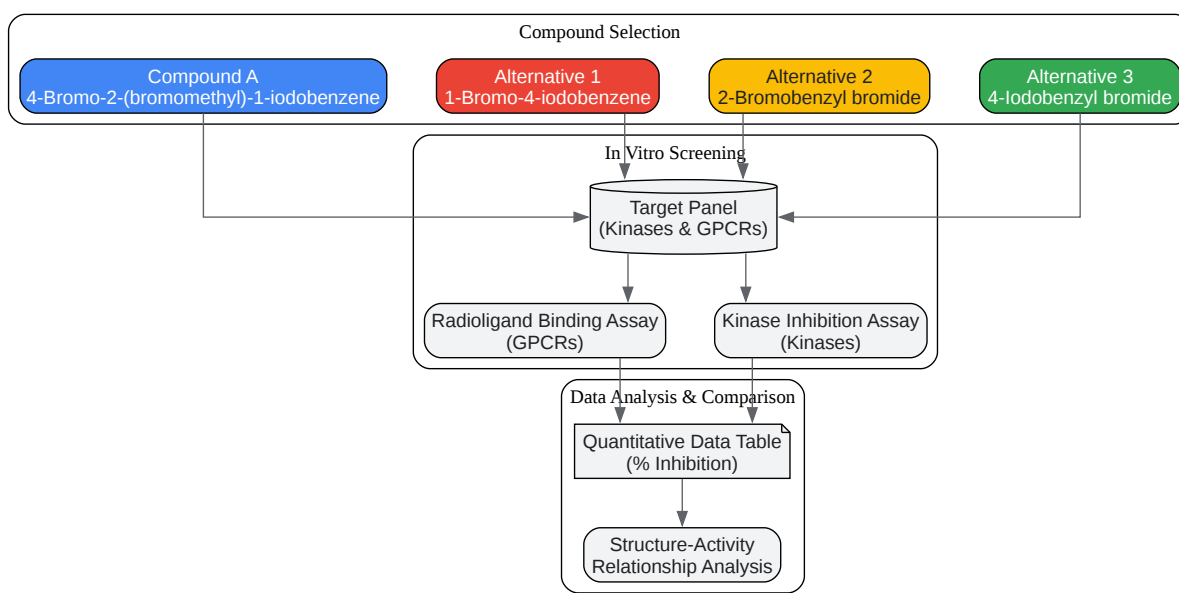 Compound Selection
Compound A
4-Bromo-2-(bromomethyl)-1-iodobenzene
Alternative 1
1-Bromo-4-iodobenzene
Alternative 2
2-Bromobenzyl bromide
Alternative 3
4-Iodobenzyl bromide
In Vitro Screening
Target Panel
(Kinases & GPCRs)
Radioligand Binding Assay
(GPCRs)
Kinase Inhibition Assay
(Kinases)
Data Analysis & Comparison
Quantitative Data Table
(% Inhibition)
Structure-Activity
Relationship Analysis